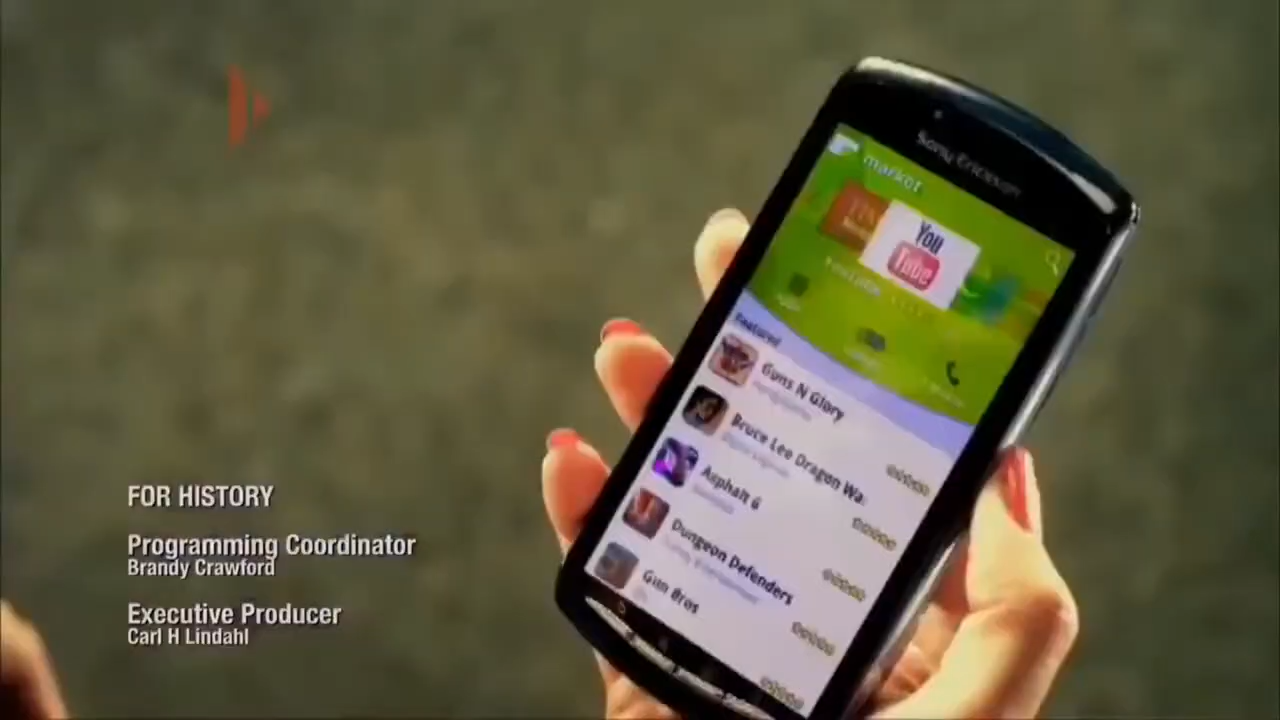 FOR HISTORY
Programming Coordinator
Brandy Crawford
Executive Producer
Carl H Lindahl
Sony Ericsson
market
You
Tube
Featured
Guns N Glory
Bruce Lee Dragon Wa
Asphalt 6
Dungeon Defenders
Gun Bros